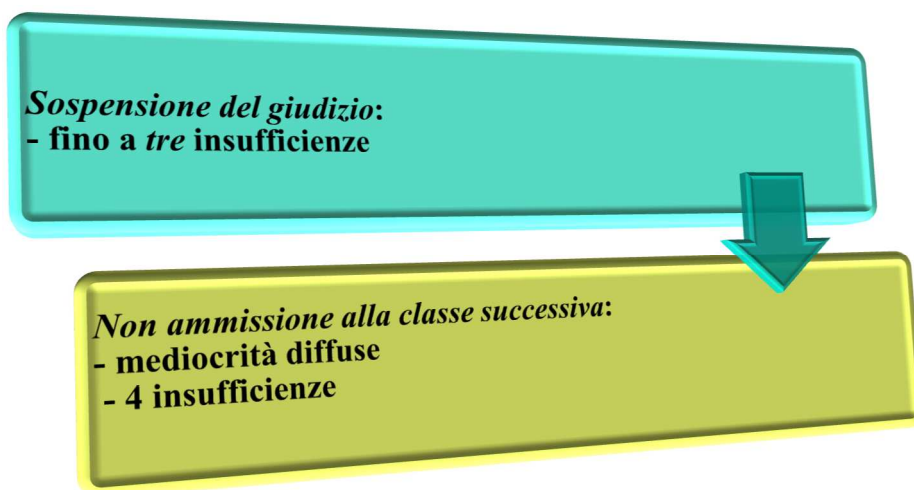 Sospensione del giudizio:
- fino a tre insufficienze
Non ammissione alla classe successiva:
- mediocrità diffuse
- 4 insufficienze